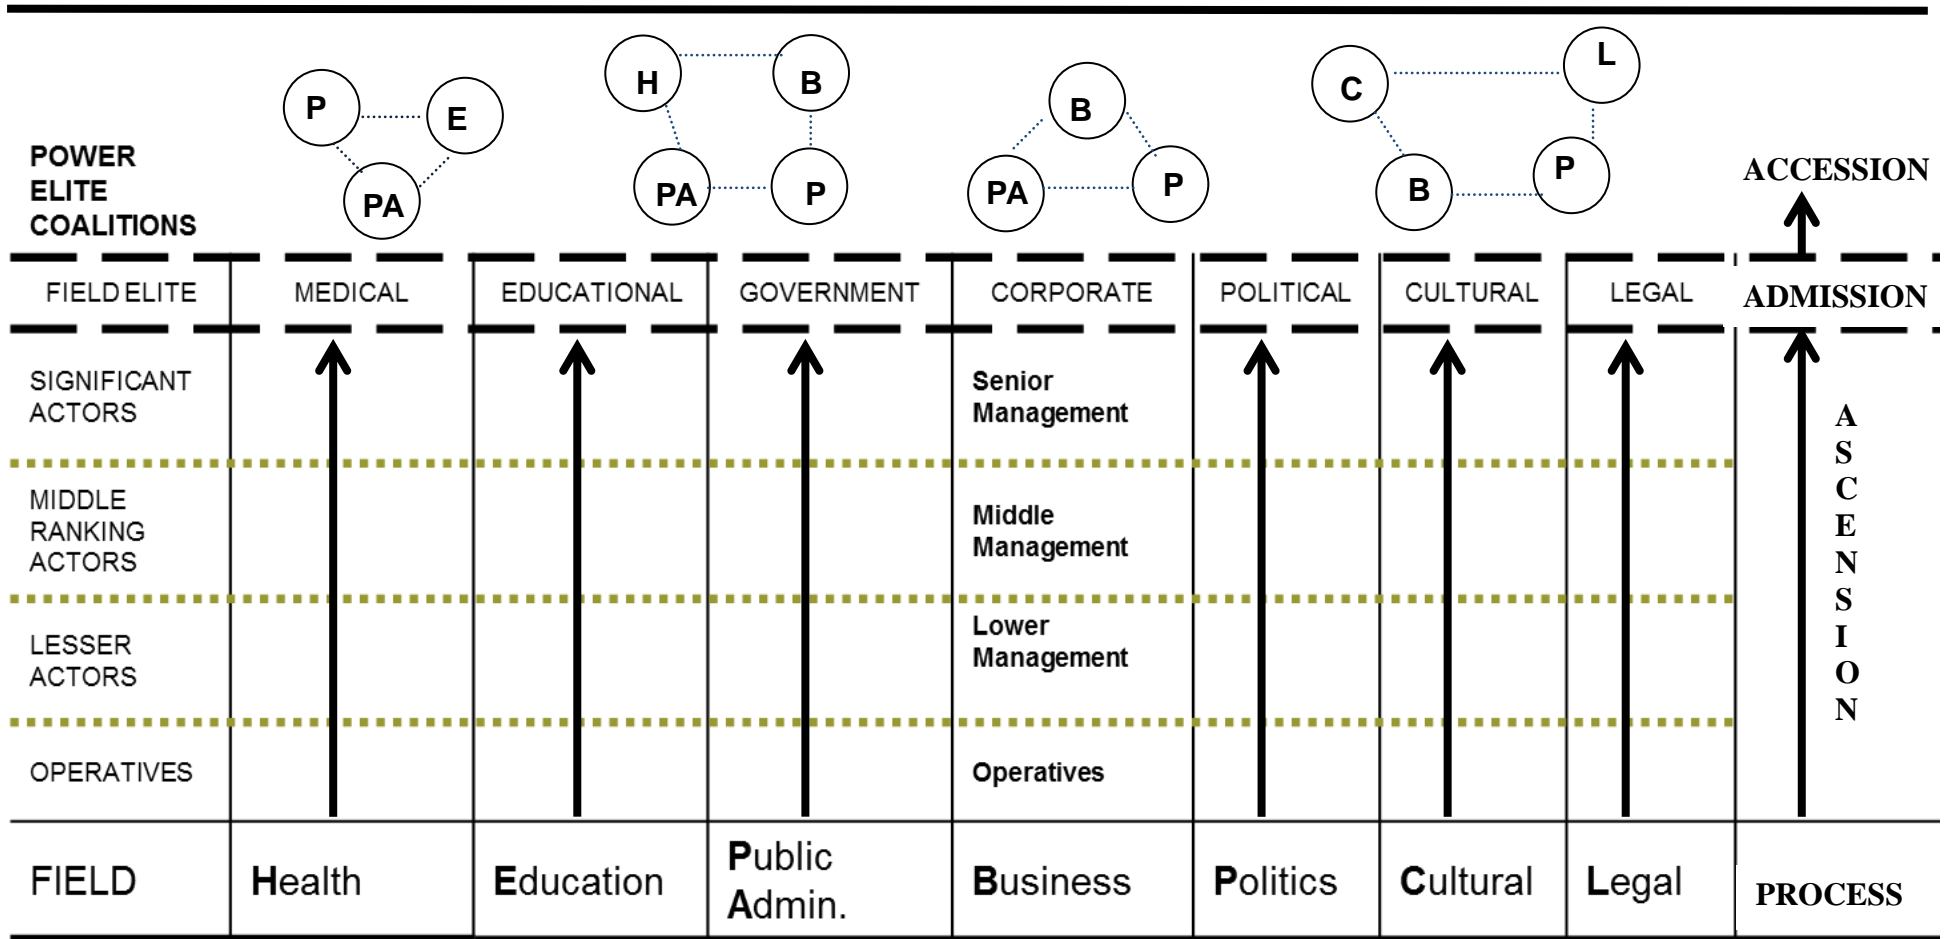 P
E
PA
H
B
PA
P
B
PA
P
C
L
B
P
POWER
ELITE
COALITIONS
ACCESSION
FIELD ELITE
MEDICAL
EDUCATIONAL
GOVERNMENT
CORPORATE
POLITICAL
CULTURAL
LEGAL
ADMISSION
SIGNIFICANT
ACTORS
Senior
Management
MIDDLE
RANKING
ACTORS
Middle
Management
LESSER
ACTORS
Lower
Management
OPERATIVES
Operatives
A
S
C
E
N
S
I
O
N
FIELD
Health
Education
Public
Admin.
Business
Politics
Cultural
Legal
PROCESS